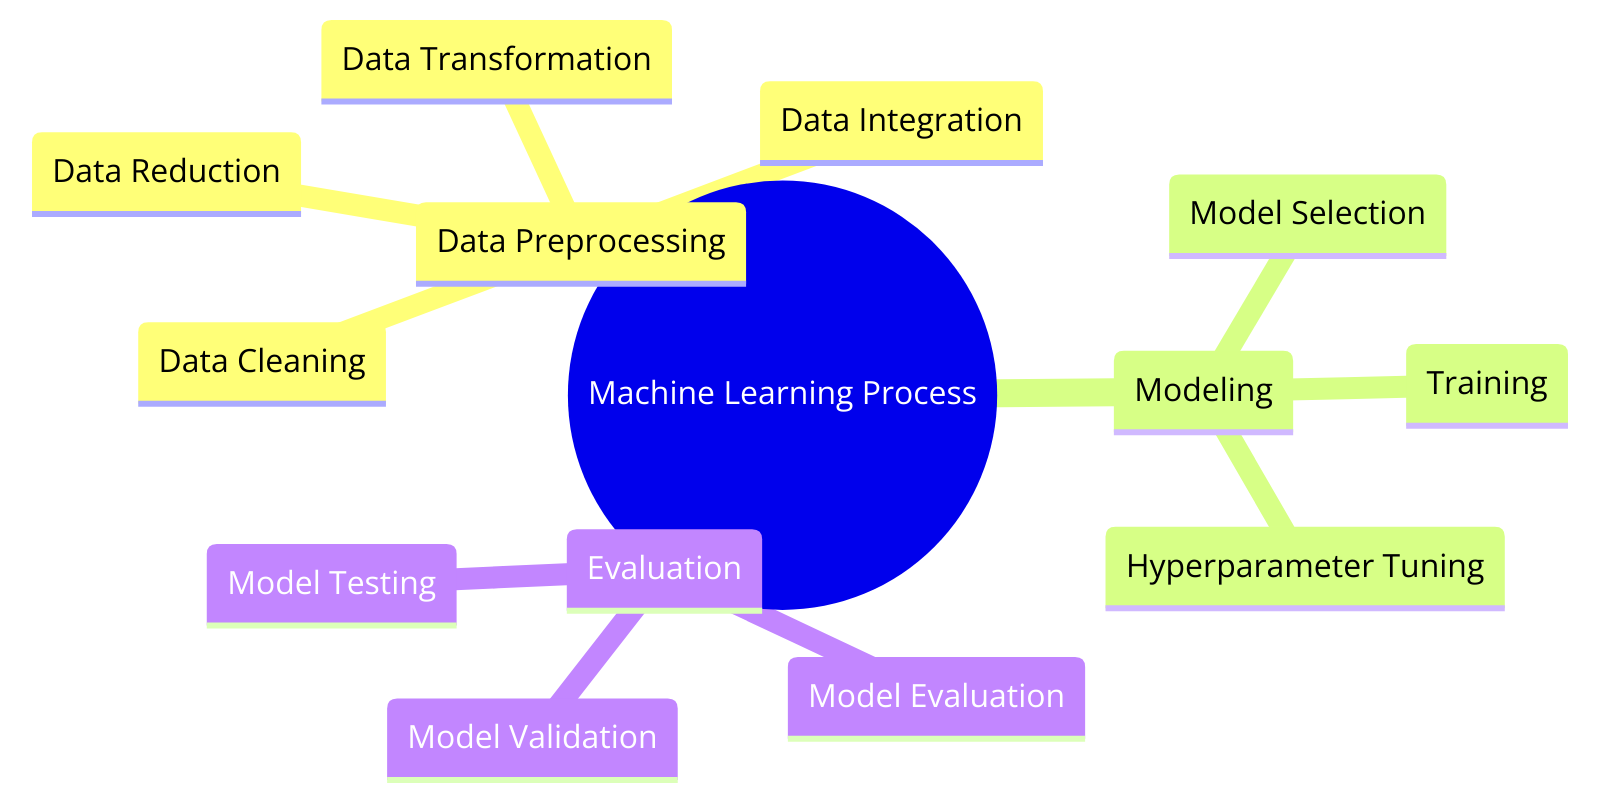 Data Transformation
Data Integration
Data Reduction
Data Preprocessing
Data Cleaning
Machine Learning Process
Model Selection
Modeling
Training
Hyperparameter Tuning
Evaluation
Model Testing
Model Validation
Model Evaluation